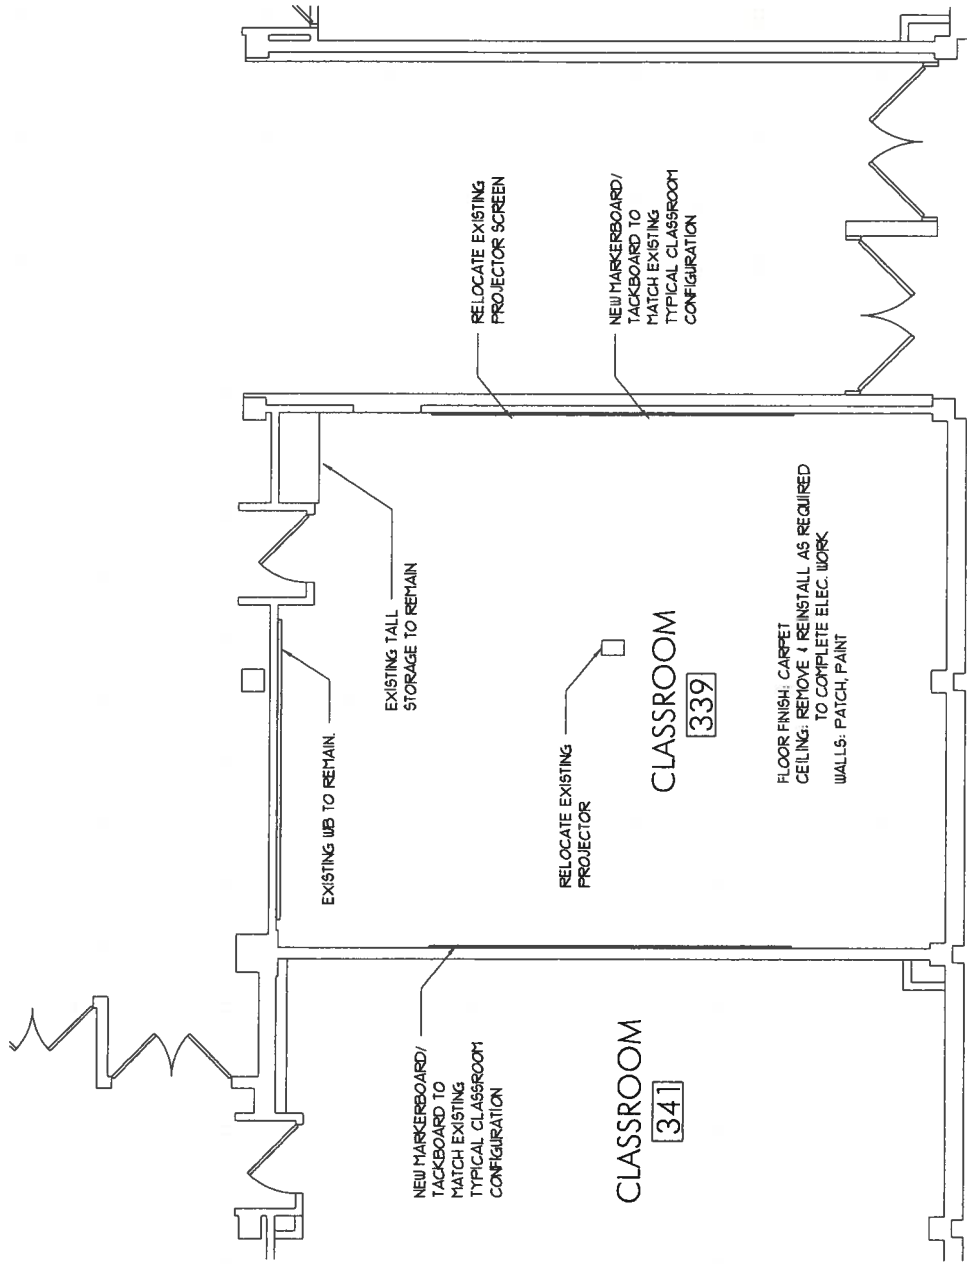 EXISTING WB TO REMAIN.
EXISTING TALL
STORAGE TO REMAIN
RELOCATE EXISTING
PROJECTOR SCREEN
NEW MARKERBOARD/
TACKBOARD TO
MATCH EXISTING
TYPICAL CLASSROOM
CONFIGURATION
NEW MARKERBOARD/
TACKBOARD TO
MATCH EXISTING
TYPICAL CLASSROOM
CONFIGURATION
RELOCATE EXISTING
PROJECTOR
CLASSROOM
341
CLASSROOM
339
FLOOR FINISH: CARPET
CEILING: REMOVE & REINSTALL AS REQUIRED
TO COMPLETE ELEC. WORK
WALLS: PATCH, PAINT